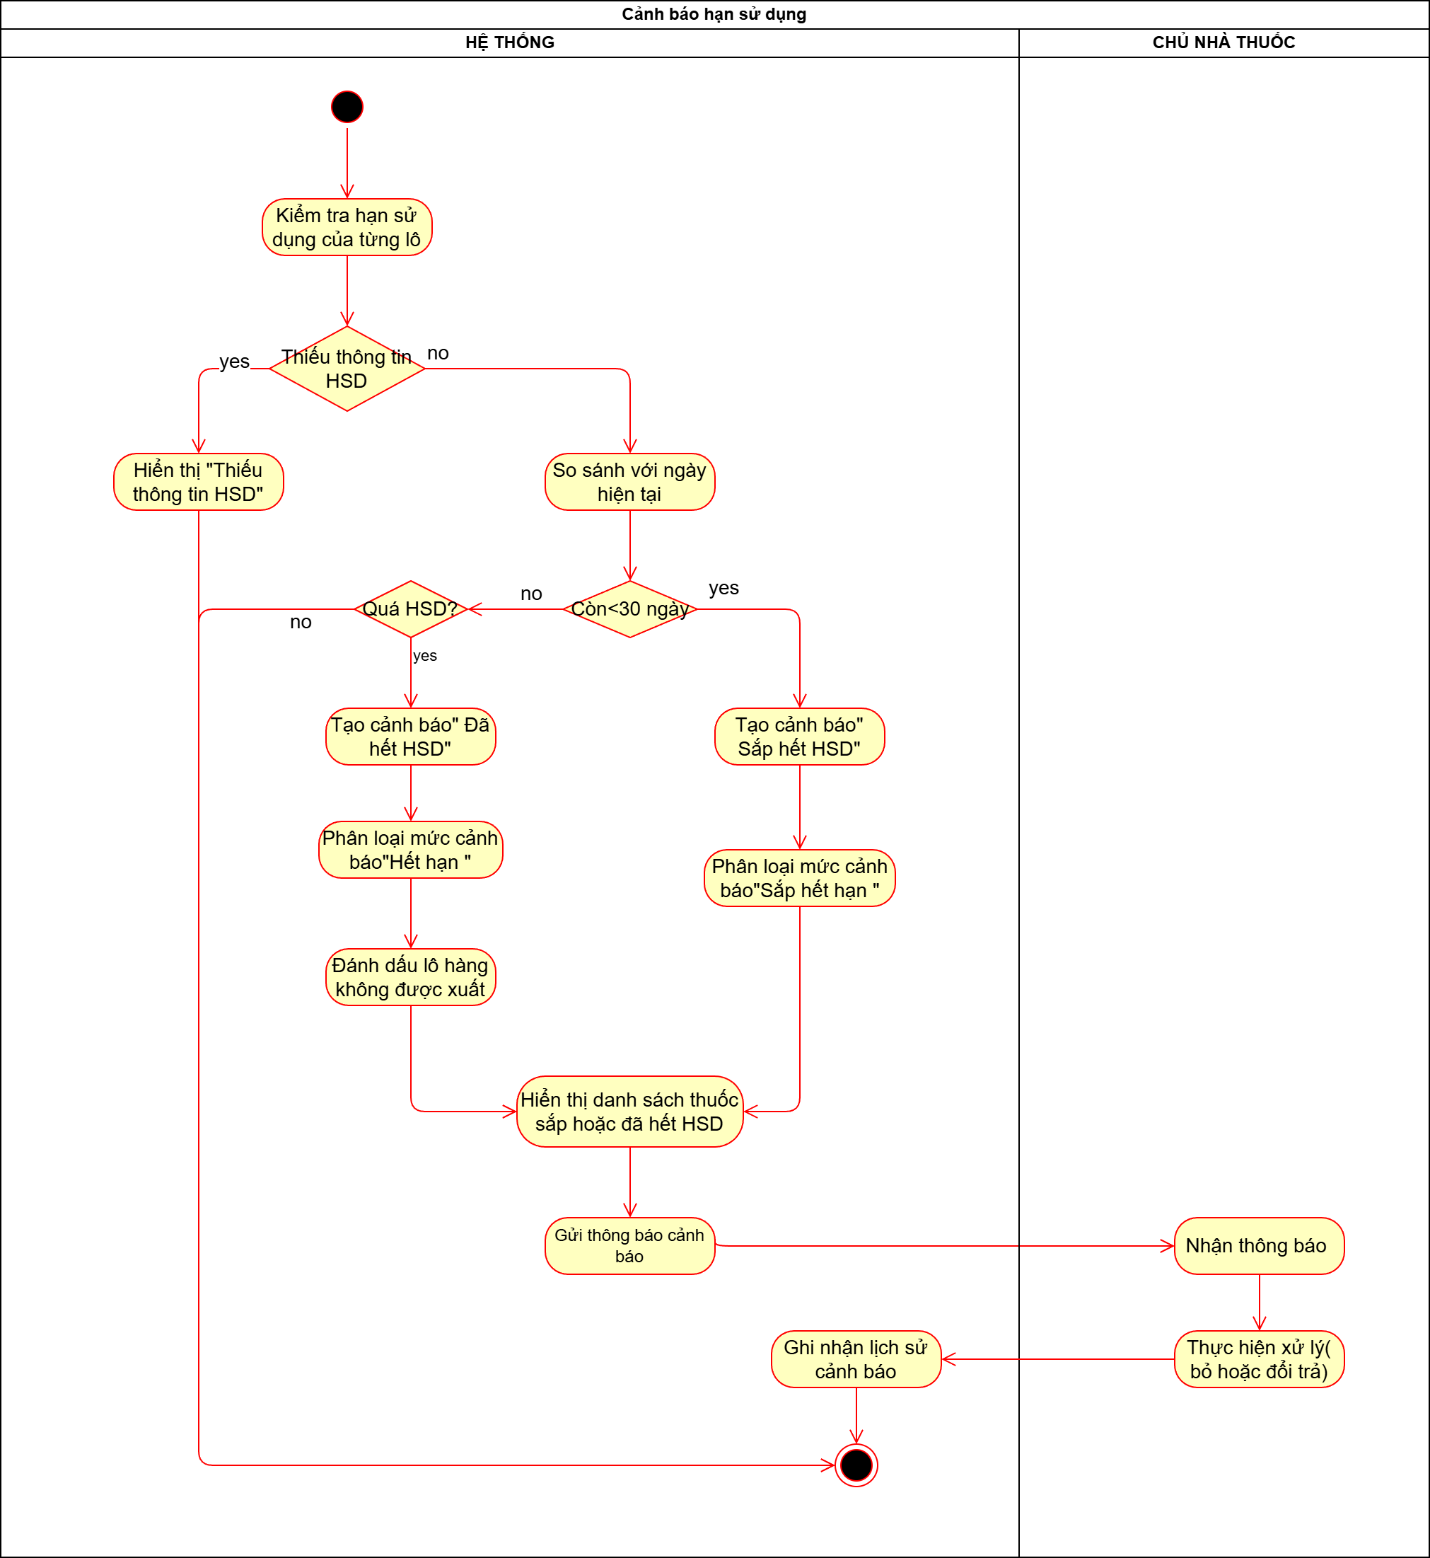 Cảnh báo hạn sử dụng
HỆ THỐNG
CHỦ NHÀ THUỐC
Kiểm tra hạn sử
dụng của từng lô
Thiếu thông tin
HSD
yes
no
Hiển thị "Thiếu
thông tin HSD"
So sánh với ngày
hiện tại
Quá HSD?
no
Còn<30 ngày
yes
no
yes
Tạo cảnh báo" Đã
hết HSD"
Tạo cảnh báo"
Sắp hết HSD"
Phân loại mức cảnh
báo"Hết hạn "
Phân loại mức cảnh
báo"Sắp hết hạn "
Đánh dấu lô hàng
không được xuất
Hiển thị danh sách thuốc
sắp hoặc đã hết HSD
Gửi thông báo cảnh
báo
Nhận thông báo
Thực hiện xử lý(
bỏ hoặc đổi trả)
Ghi nhận lịch sử
cảnh báo